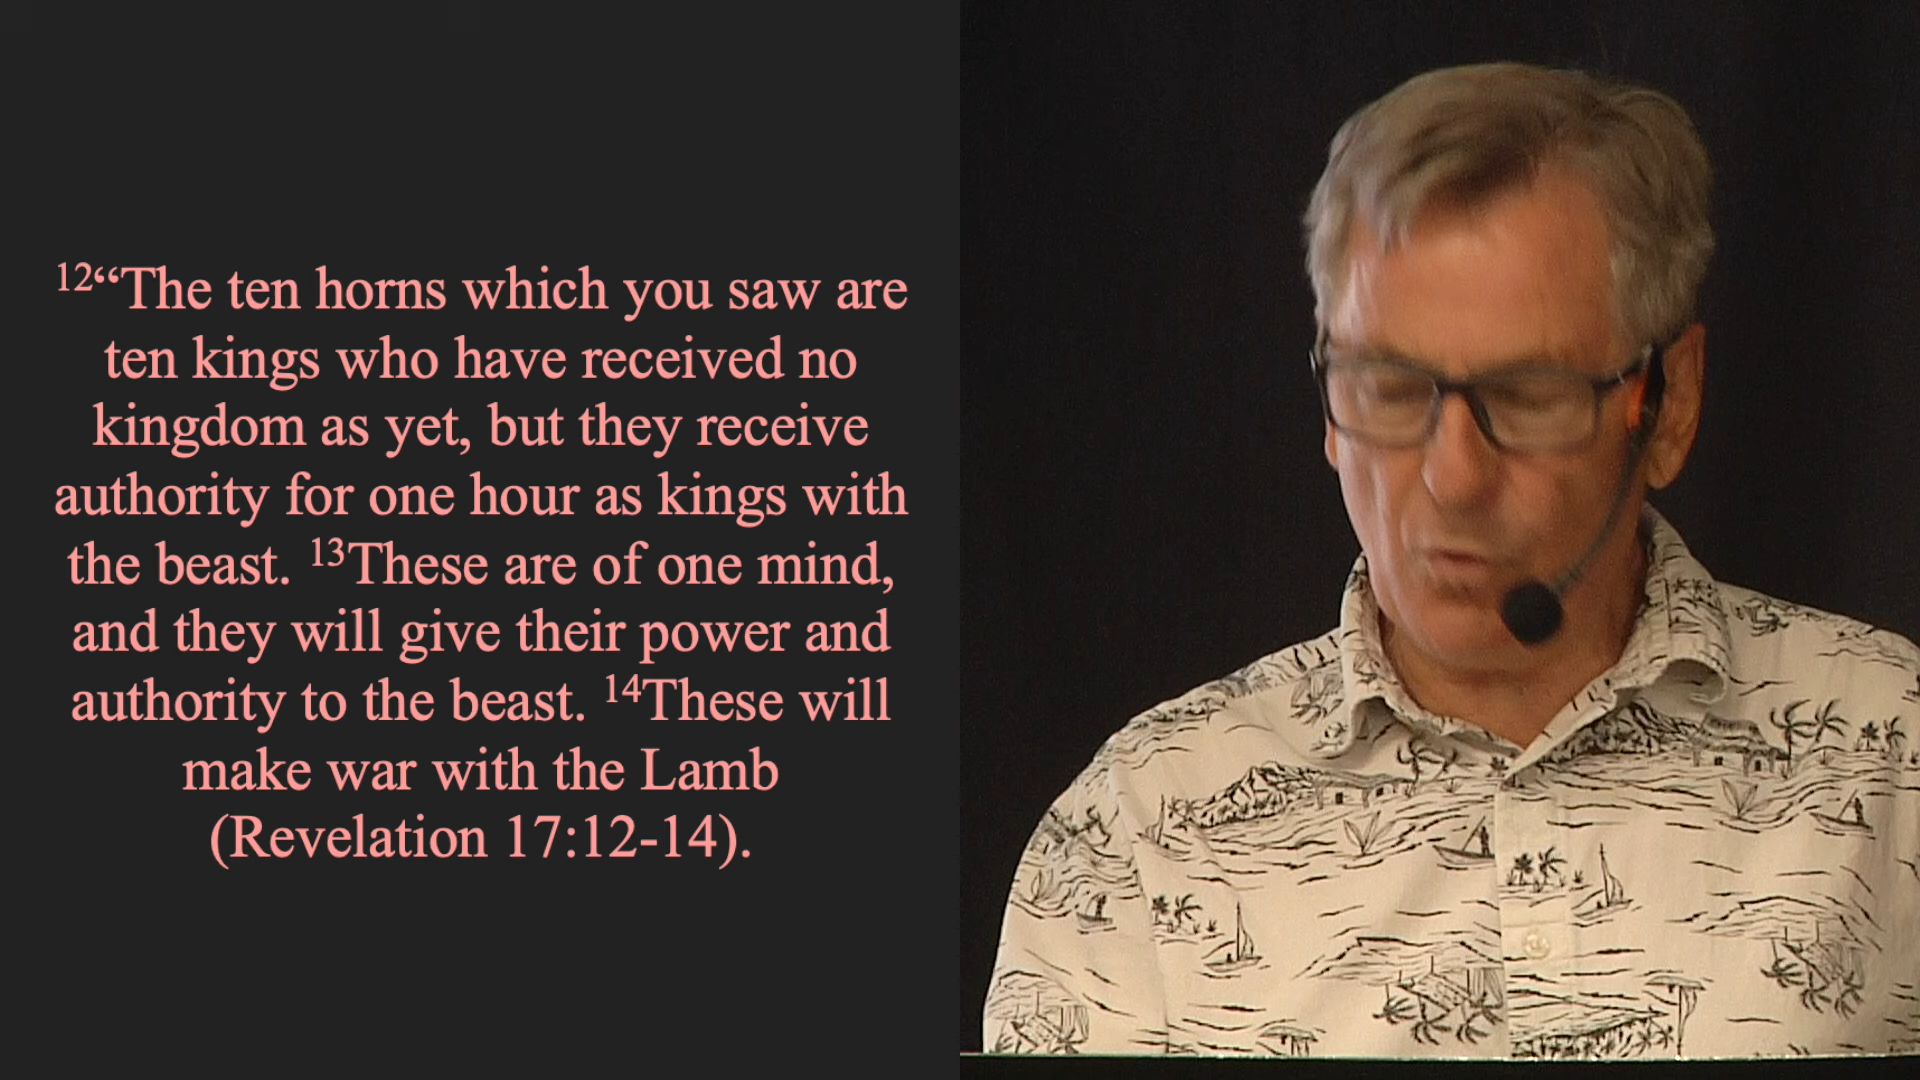 12“The ten horns which you saw are
ten kings who have received no
kingdom as yet, but they receive
authority for one hour as kings with
the beast. 13These are of one mind,
and they will give their power and
authority to the beast. 14These will
make war with the Lamb
(Revelation 17:12-14).